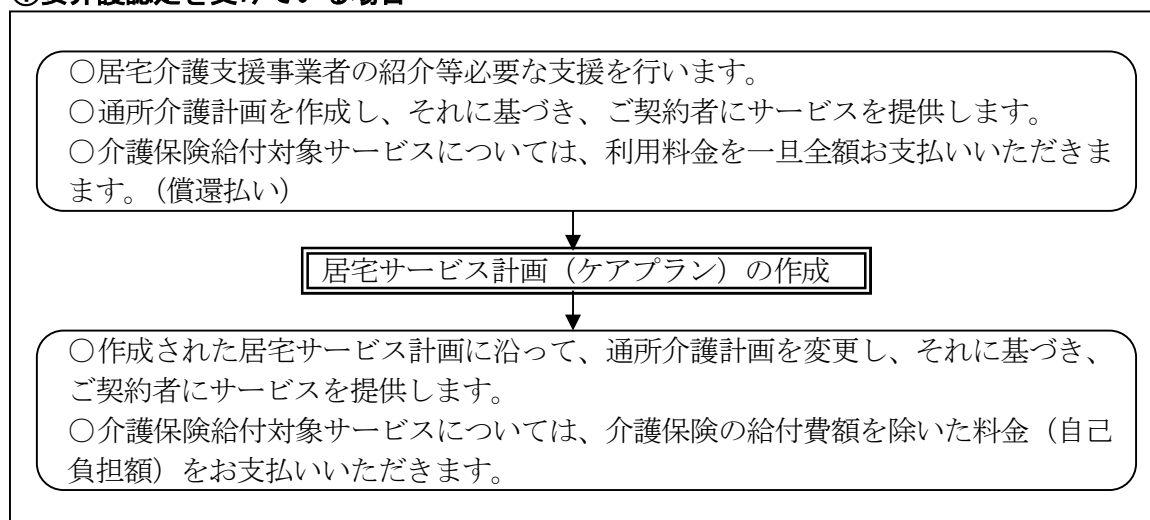 ①要介護認定を受けている場合
○居宅介護支援事業者の紹介等必要な支援を行います。
○通所介護計画を作成し、それに基づき、ご契約者にサービスを提供します。
○介護保険給付対象サービスについては、利用料金を一旦全額お支払いいただきま
ます。（償還払い）
居宅サービス計画（ケアプラン）の作成
○作成された居宅サービス計画に沿って、通所介護計画を変更し、それに基づき、
ご契約者にサービスを提供します。
○介護保険給付対象サービスについては、介護保険の給付費額を除いた料金（自己
負担額）をお支払いいただきます。